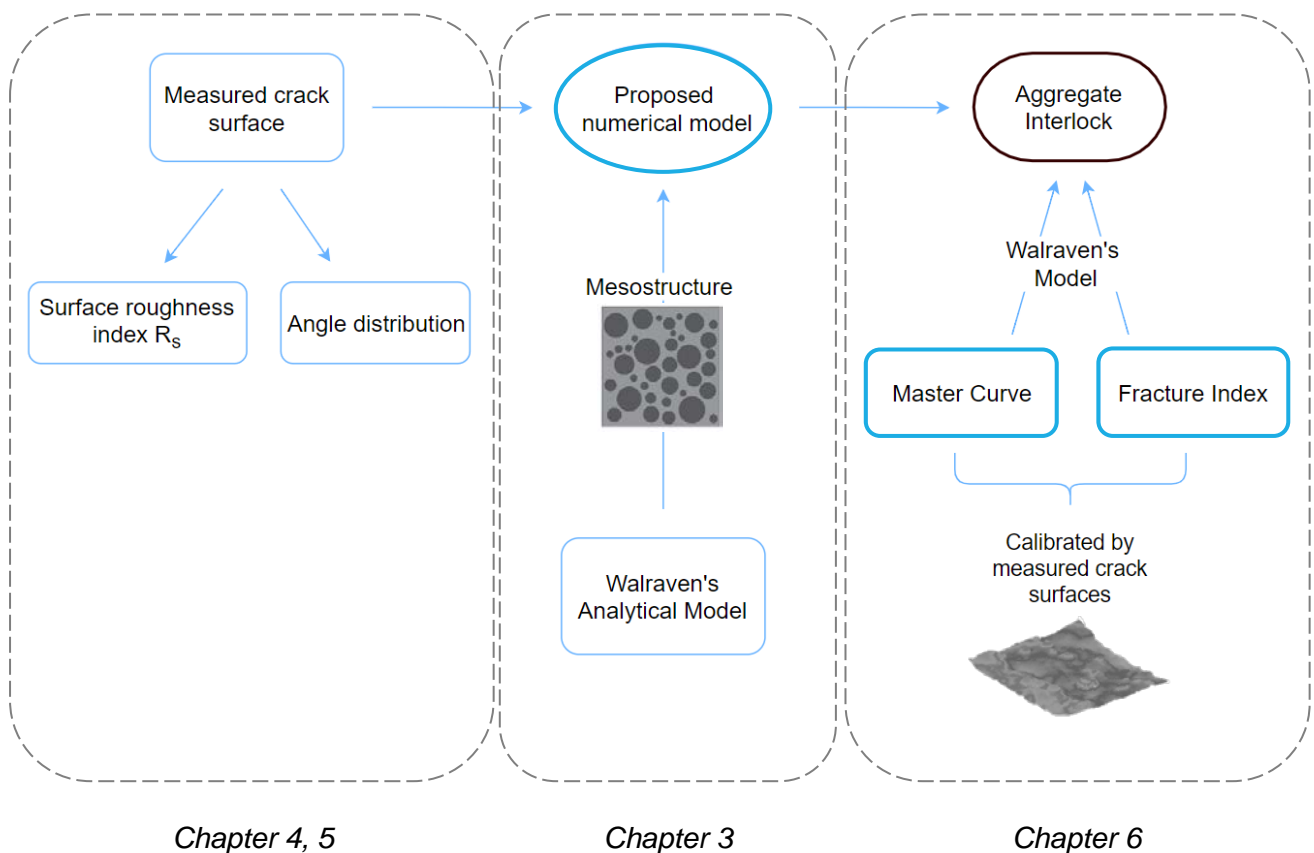 Measured crack
surface
Surface roughness
index Rs
Angle distribution
Proposed
numerical model
Mesostructure
Walraven's
Analytical Model
Aggregate
Interlock
Walraven's
Model
Master Curve
Fracture Index
Calibrated by
measured crack
surfaces
Chapter 4, 5
Chapter 3
Chapter 6